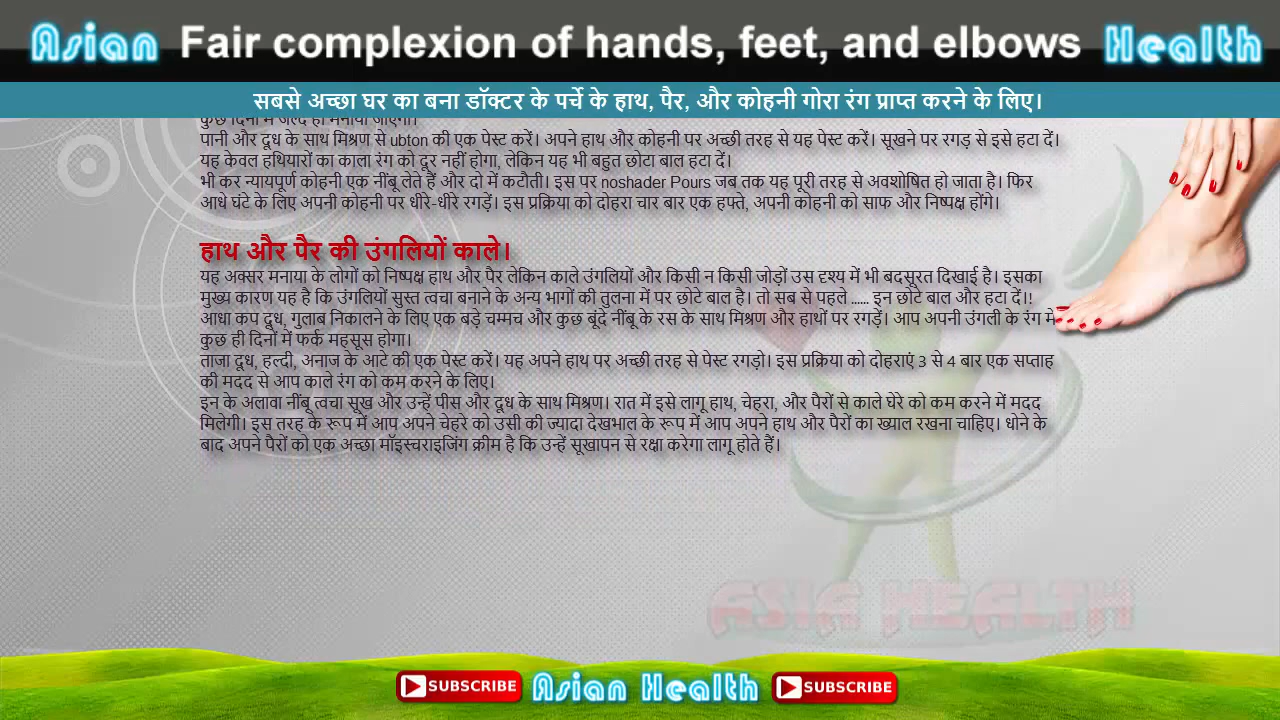 Asian Fair complexion of hands, feet, and elbows Health
सबसे अच्छा घर का बना डॉक्टर के पर्चे के हाथ, पैर, और कोहनी गोरा रंग प्राप्त करने के लिए।
कुछ दिनों में जल्द ही मनाया जाएगा।
पानी और दूध के साथ मिश्रण से ubton की एक पेस्ट करें। अपने हाथ और कोहनी पर अच्छी तरह से यह पेस्ट करें। सूखने पर रगड़ से इसे हटा दें।
यह केवल हथियारों का काला रंग को दूर नहीं होगा, लेकिन यह भी बहुत छोटा बाल हटा दें।
भी कर न्यायपूर्ण कोहनी एक नींबू लेते हैं और दो में कटौती। इस पर noshader Pours जब तक यह पूरी तरह से अवशोषित हो जाता है। फिर
आधे घंटे के लिए अपनी कोहनी पर धीरे-धीरे रगड़ें। इस प्रक्रिया को दोहरा चार बार एक हफ्ते, अपनी कोहनी को साफ और निष्पक्ष होंगे।
हाथ और पैर की उंगलियों काले।
यह अक्सर मनाया के लोगों को निष्पक्ष हाथ और पैर लेकिन काले उंगलियों और किसी न किसी जोड़ों उस दृश्य में भी बदसूरत दिखाई है। इसका
मुख्य कारण यह है कि उंगलियों सुस्त त्वचा बनाने के अन्य भागों की तुलना में पर छोटे बाल है। तो सब से पहले ...... इन छोटे बाल और हटा दें।!
आधा कप दूध, गुलाब निकालने के लिए एक बड़े चम्मच और कुछ बूंदें नींबू के रस के साथ मिश्रण और हाथों पर रगड़ें। आप अपनी उंगली के रंग में
कुछ ही दिनों में फर्क महसूस होगा।
ताजा दूध, हल्दी, अनाज के आटे की एक पेस्ट करें। यह अपने हाथ पर अच्छी तरह से पेस्ट रगड़ो। इस प्रक्रिया को दोहराएं 3 से 4 बार एक सप्ताह
की मदद से आप काले रंग को कम करने के लिए।
इन के अलावा नींबू त्वचा सूख और उन्हें पीस और दूध के साथ मिश्रण। रात में इसे लागू हाथ, चेहरा, और पैरों से काले घेरे को कम करने में मदद
मिलेगी। इस तरह के रूप में आप अपने चेहरे को उसी की ज्यादा देखभाल के रूप में आप अपने हाथ और पैरों का ख्याल रखना चाहिए। धोने के
बाद अपने पैरों को एक अच्छा मॉइस्चराइजिंग क्रीम है कि उन्हें सूखापन से रक्षा करेगा लागू होते हैं।
ASIA HEALTH
SUBSCRIBE Asian Health SUBSCRIBE